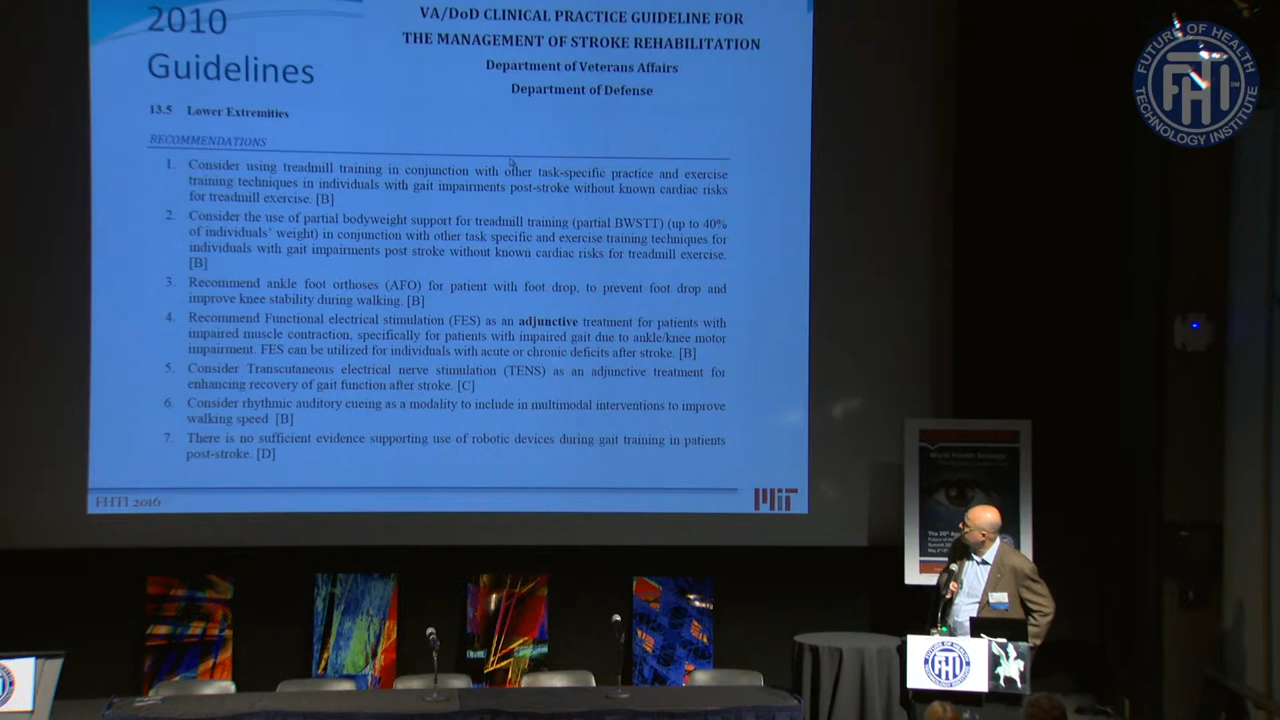 2010
Guidelines
VA/DoD CLINICAL PRACTICE GUIDELINE FOR
THE MANAGEMENT OF STROKE REHABILITATION
Department of Veterans Affairs
Department of Defense
13.5 Lower Extremities
RECOMMENDATIONS
1. Consider using treadmill training in conjunction with other task-specific practice and exercise
training techniques in individuals with gait impairments post-stroke without known cardiac risks
for treadmill exercise. [B]
2. Consider the use of partial bodyweight support for treadmill training (partial BWSTT) (up to 40%
of individuals' weight) in conjunction with other task specific and exercise training techniques for
individuals with gait impairments post stroke without known cardiac risks for treadmill exercise.
[B]
3. Recommend ankle foot orthoses (AFO) for patient with foot drop, to prevent foot drop and
improve knee stability during walking. [B]
4. Recommend Functional electrical stimulation (FES) as an adjunctive treatment for patients with
impaired muscle contraction, specifically for patients with impaired gait due to ankle/knee motor
impairment. FES can be utilized for individuals with acute or chronic deficits after stroke. [B]
5. Consider Transcutaneous electrical nerve stimulation (TENS) as an adjunctive treatment for
enhancing recovery of gait function after stroke. [C]
6. Consider rhythmic auditory cueing as a modality to include in multimodal interventions to improve
walking speed [B]
7. There is no sufficient evidence supporting use of robotic devices during gait training in patients
post-stroke. [D]
FHTI 2016
MIT
FUTURE OF HEALTH
FHTI
TECHNOLOGY INSTITUTE
World Health Strategy
FUTURE OF HEALTH
FHTI
TECHNOLOGY INSTITUTE